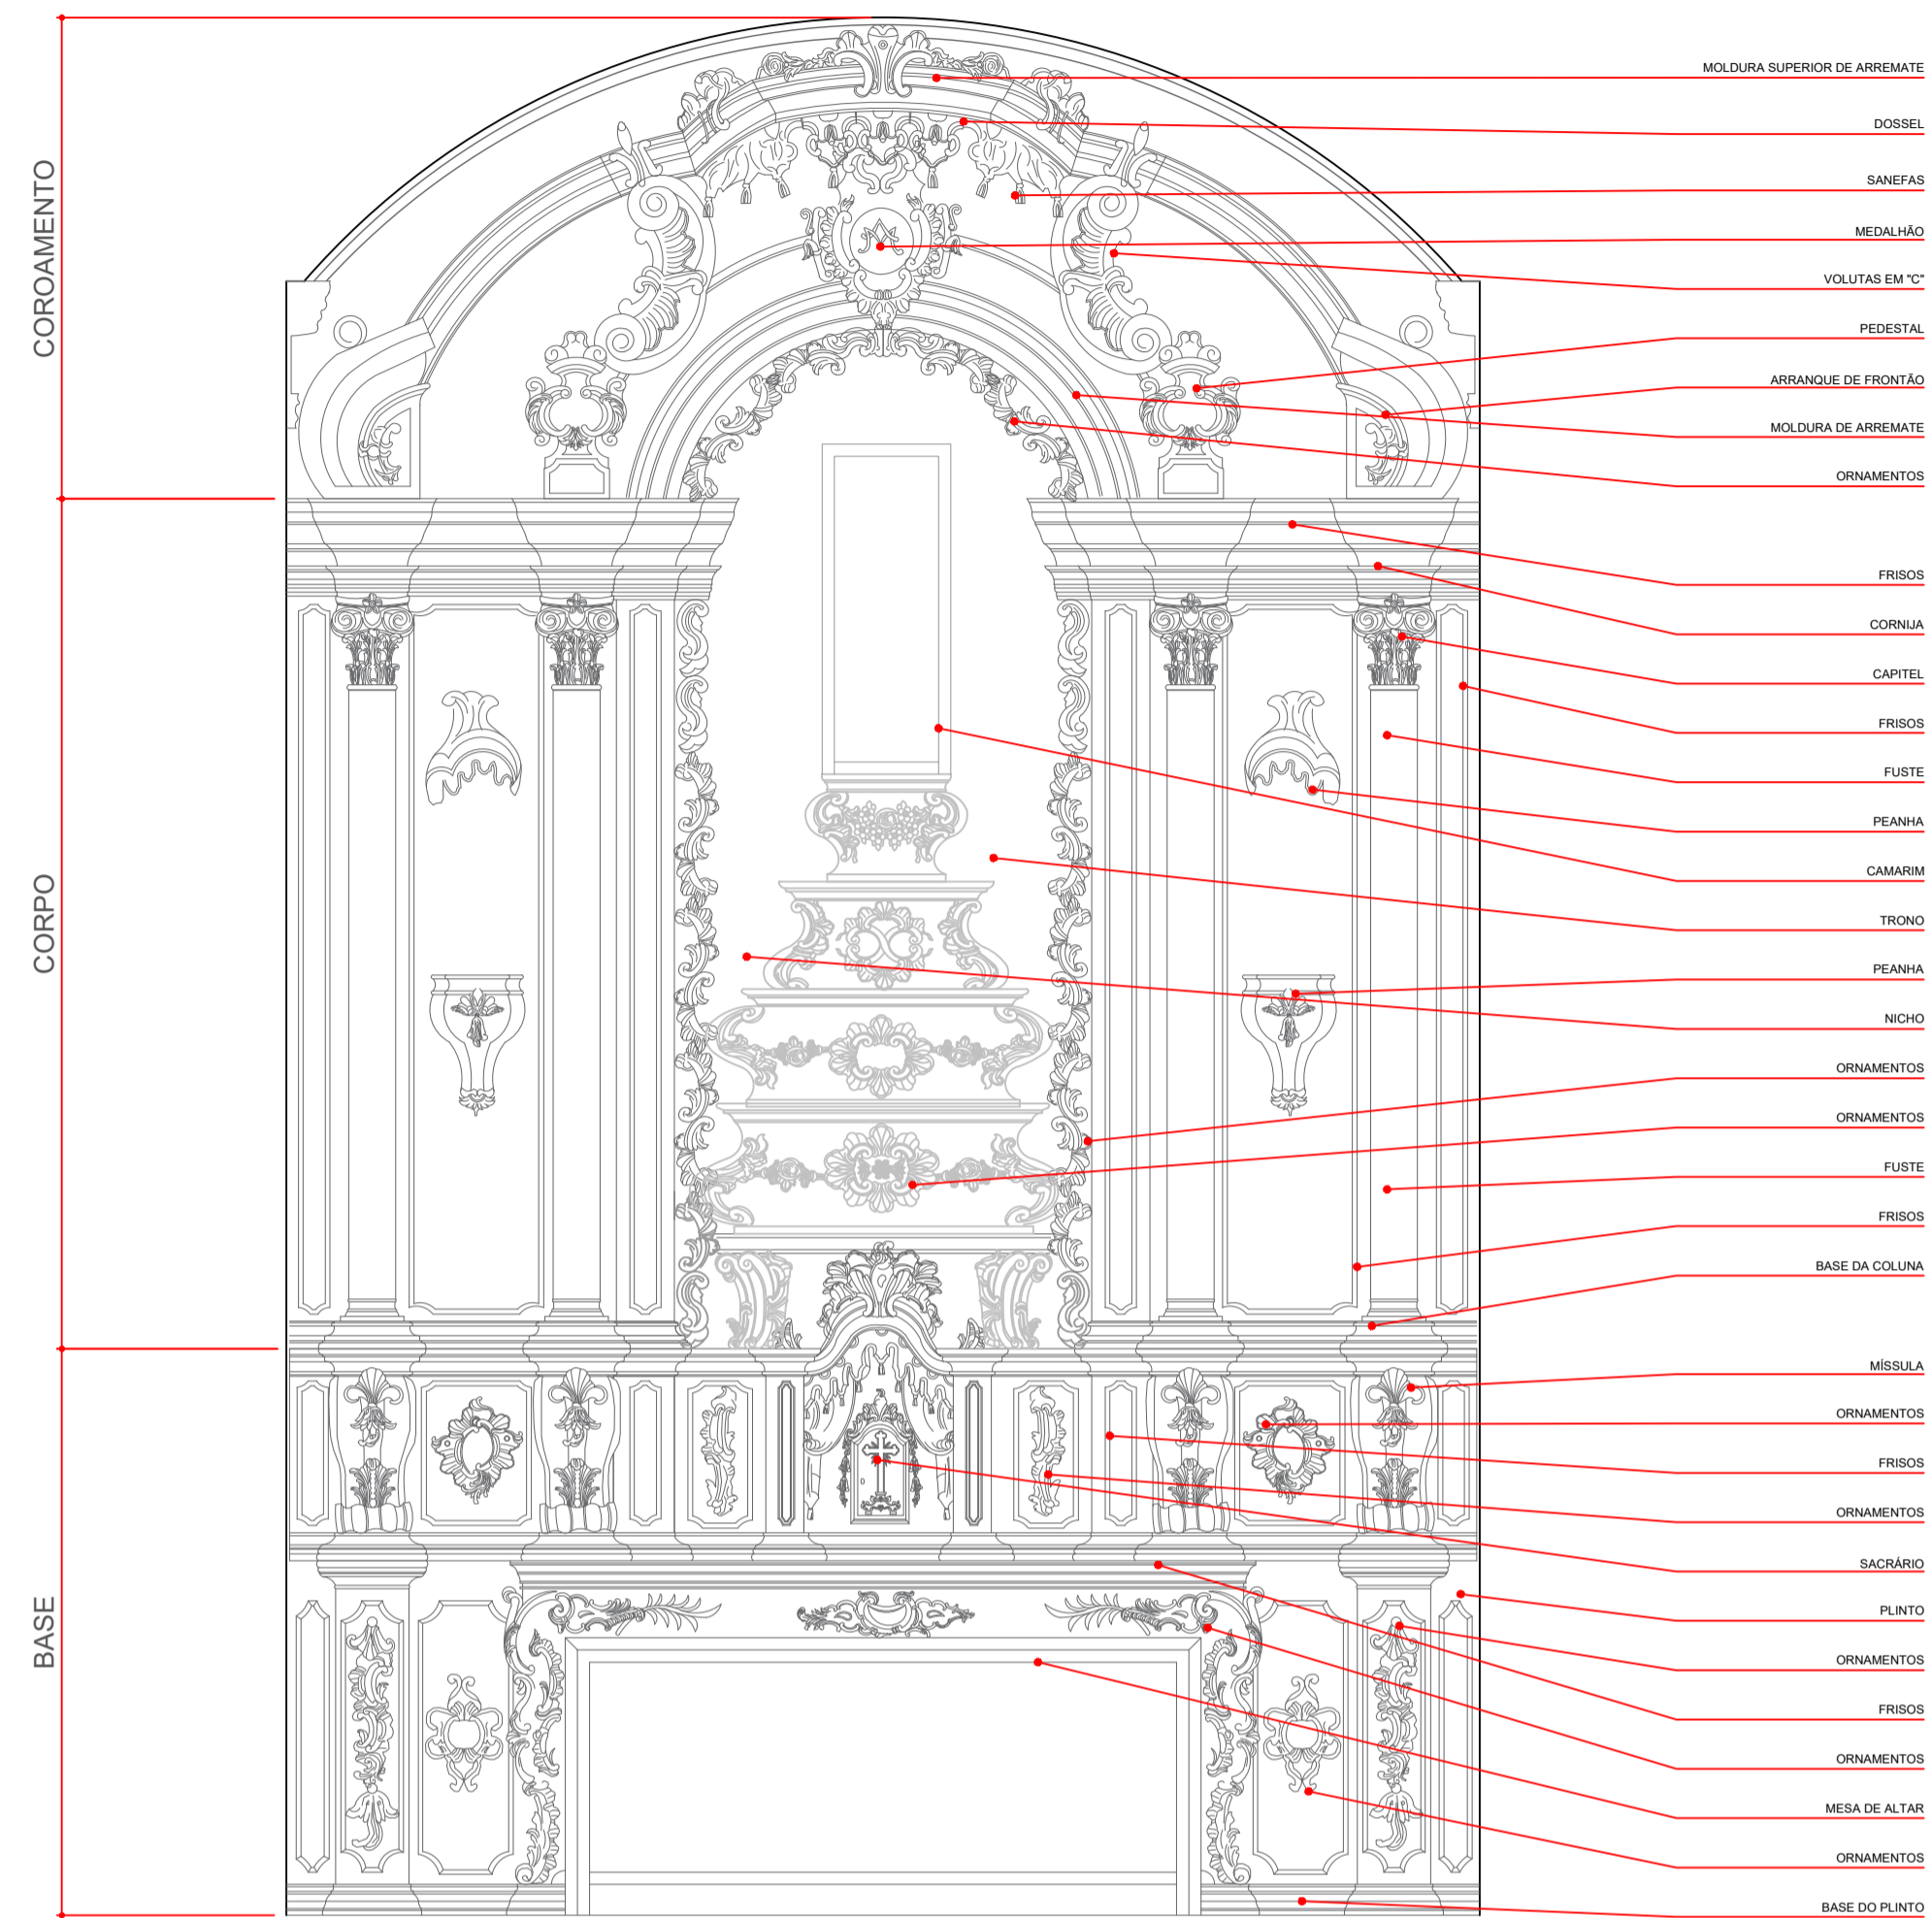 COROAMENTO
CORPO
BASE
MOLDURA SUPERIOR DE ARREMATE
DOSSEL
SANEFAS
MEDALHÃO
VOLUTAS EM "C"
PEDESTAL
ARRANQUE DE FRONTÃO
MOLDURA DE ARREMATE
ORNAMENTOS
FRISOS
CORNIJA
CAPITEL
FRISOS
FUSTE
PEANHA
CAMARIM
TRONO
PEANHA
NICHO
ORNAMENTOS
ORNAMENTOS
FUSTE
FRISOS
BASE DA COLUNA
MÍSSULA
ORNAMENTOS
FRISOS
ORNAMENTOS
SACRÁRIO
PLINTO
ORNAMENTOS
FRISOS
ORNAMENTOS
MESA DE ALTAR
ORNAMENTOS
BASE DO PLINTO